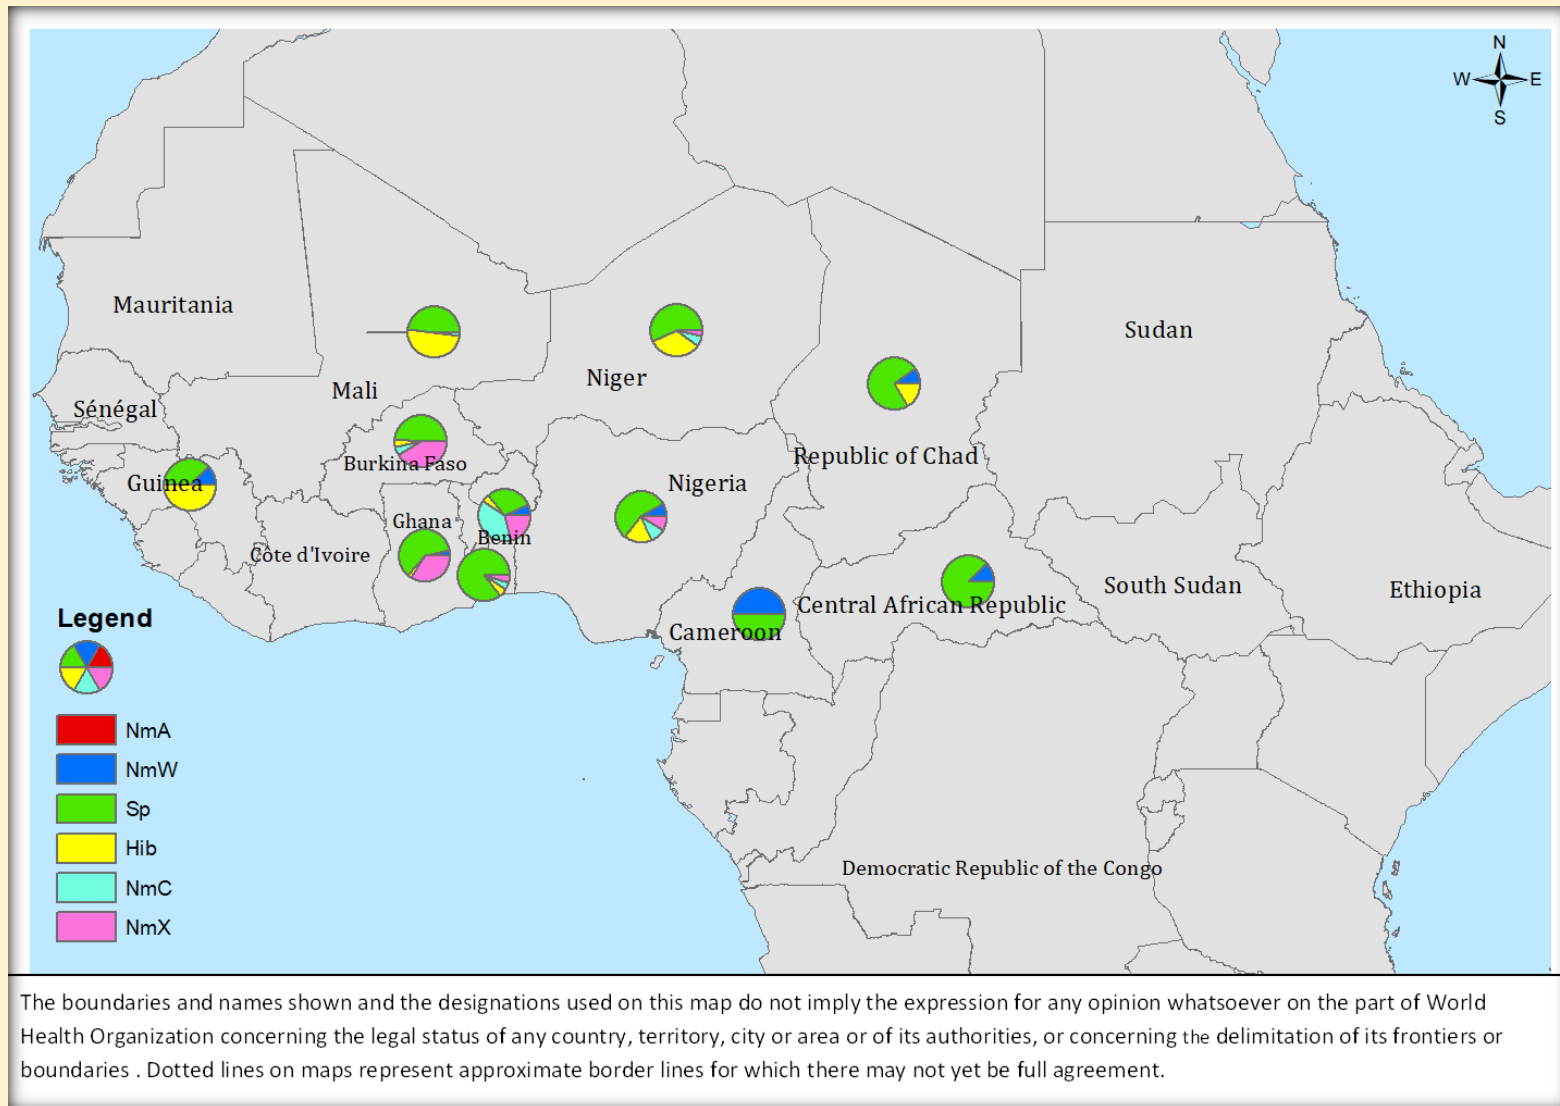 N
W E
S
Mauritania
Sudan
Niger
Mali
Sénégal
Republic of Chad
Burkina Faso
Guinea
Nigeria
Ghana
Benin
Côte d'Ivoire
South Sudan
Ethiopia
Central African Republic
Cameroon
Legend
NmA
NmW
Sp
Hib
NmC
NmX
Democratic Republic of the Congo
The boundaries and names shown and the designations used on this map do not imply the expression for any opinion whatsoever on the part of World
Health Organization concerning the legal status of any country, territory, city or area or of its authorities, or concerning the delimitation of its frontiers or
boundaries . Dotted lines on maps represent approximate border lines for which there may not yet be full agreement.